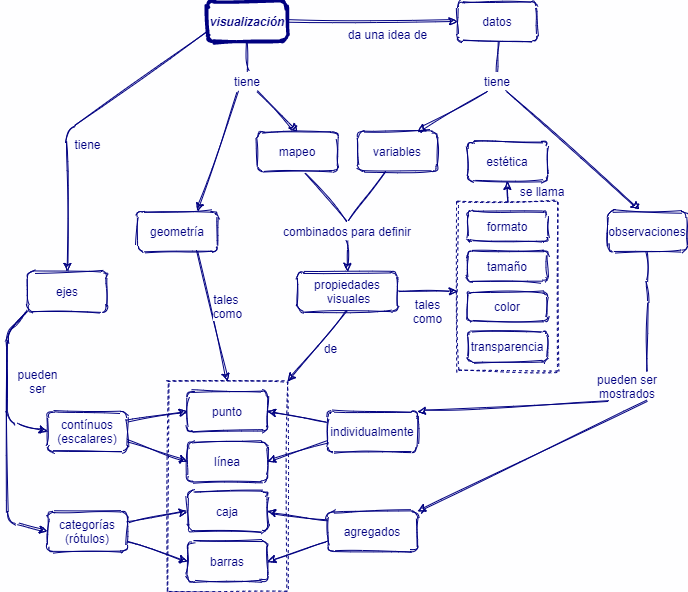 visualización
da una idea de
datos
tiene
tiene
tiene
mapeo
variables
estética
se llama
geometría
combinados para definir
formato
observaciones
tamaño
ejes
propiedades
visuales
tales
como
tales
como
color
transparencia
de
pueden
ser
pueden ser
mostrados
punto
contínuos
(escalares)
individualmente
línea
caja
categorías
(rótulos)
agregados
barras